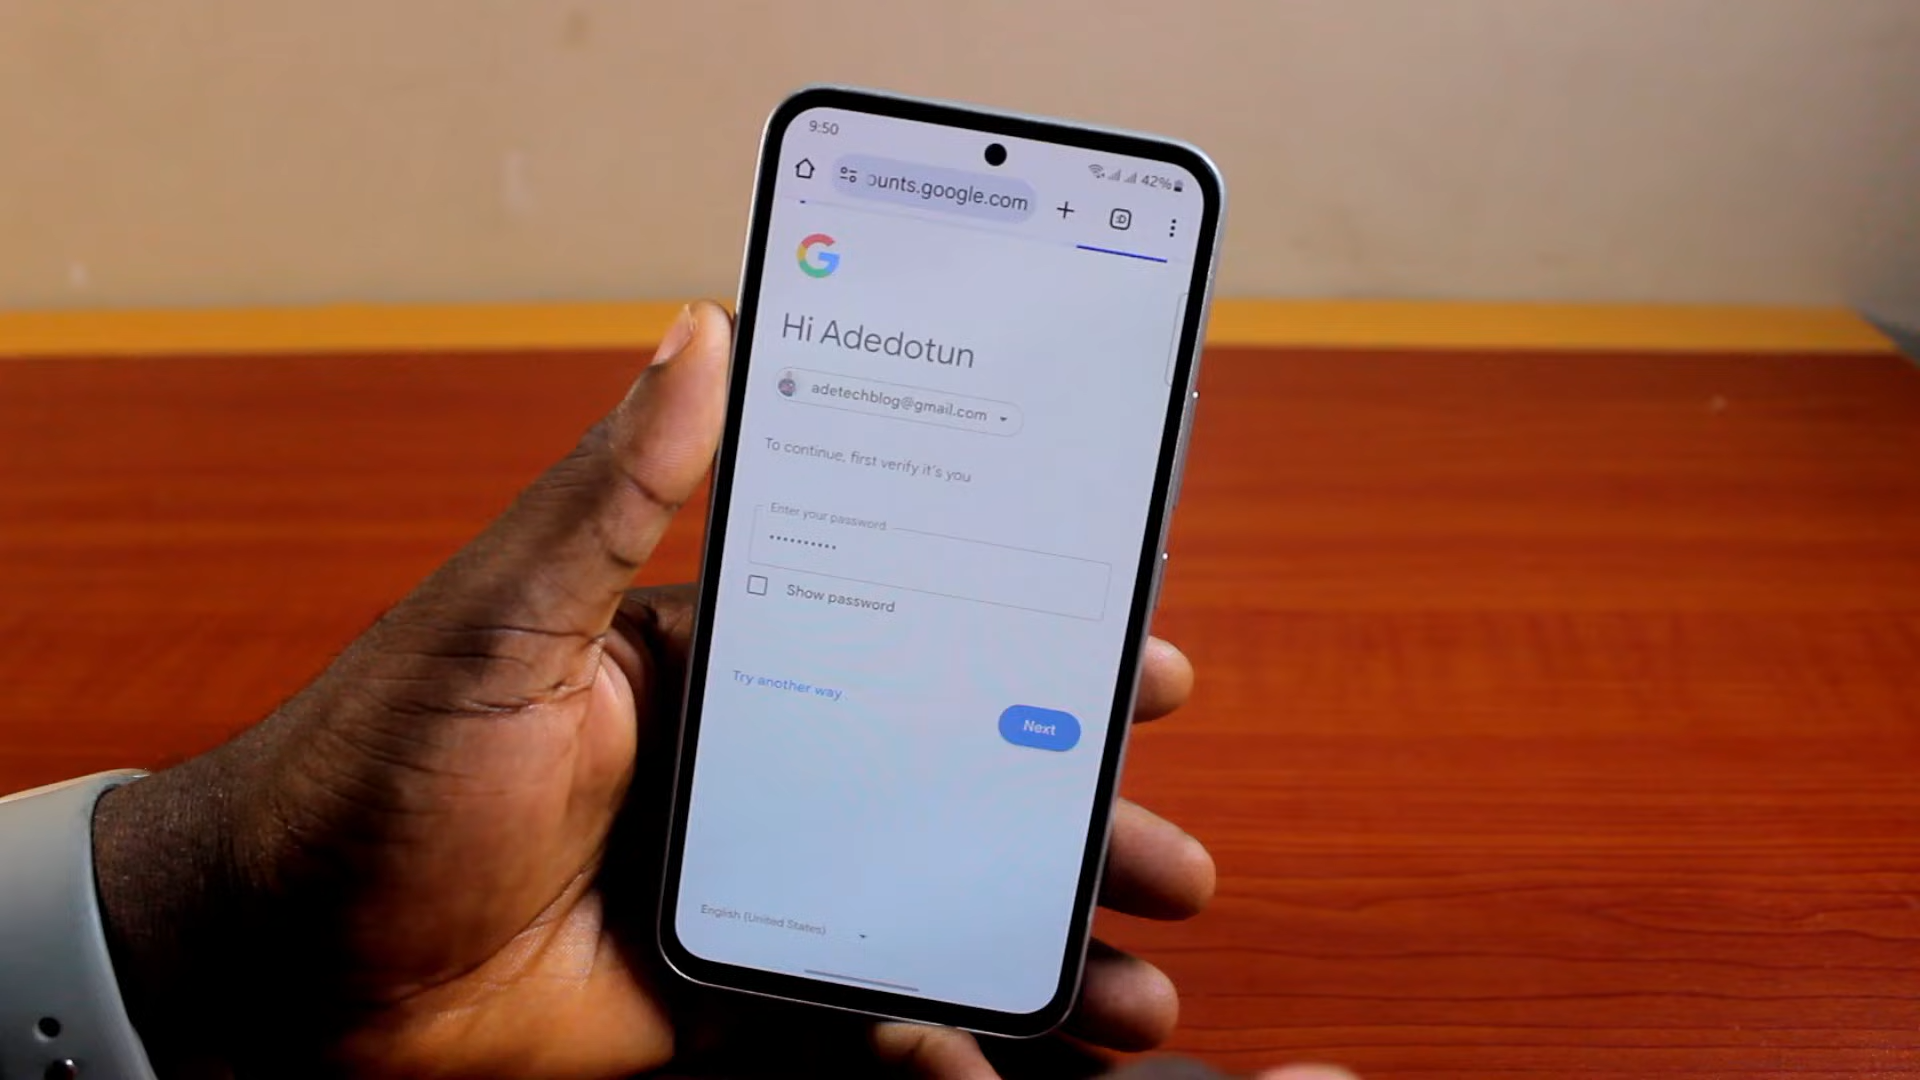 9:50
42%
ounts.google.com
:D
Hi Adedotun
adetechblog@gmail.com
To continue, first verify it's you
Enter your password
••••••••••
Show password
Try another way
Next
English (United States)